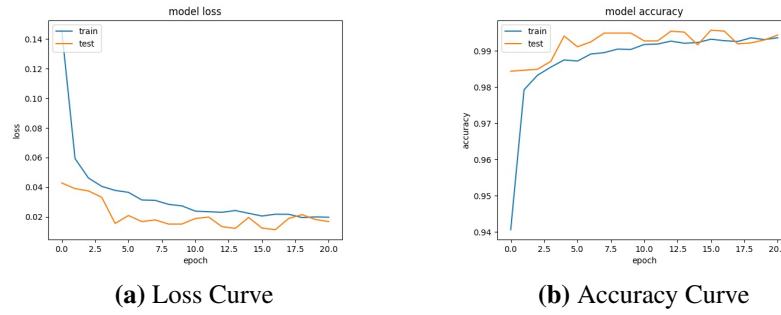 model loss
train
test
0.14
0.12
0.10
0.08
0.06
0.04
0.02
loss
0.0 2.5 5.0 7.5 10.0 12.5 15.0 17.5 20.0
epoch
(a) Loss Curve
model accuracy
train
test
0.99
0.98
0.97
0.96
0.95
0.94
accuracy
0.0 2.5 5.0 7.5 10.0 12.5 15.0 17.5 20.
epoch
(b) Accuracy Curve